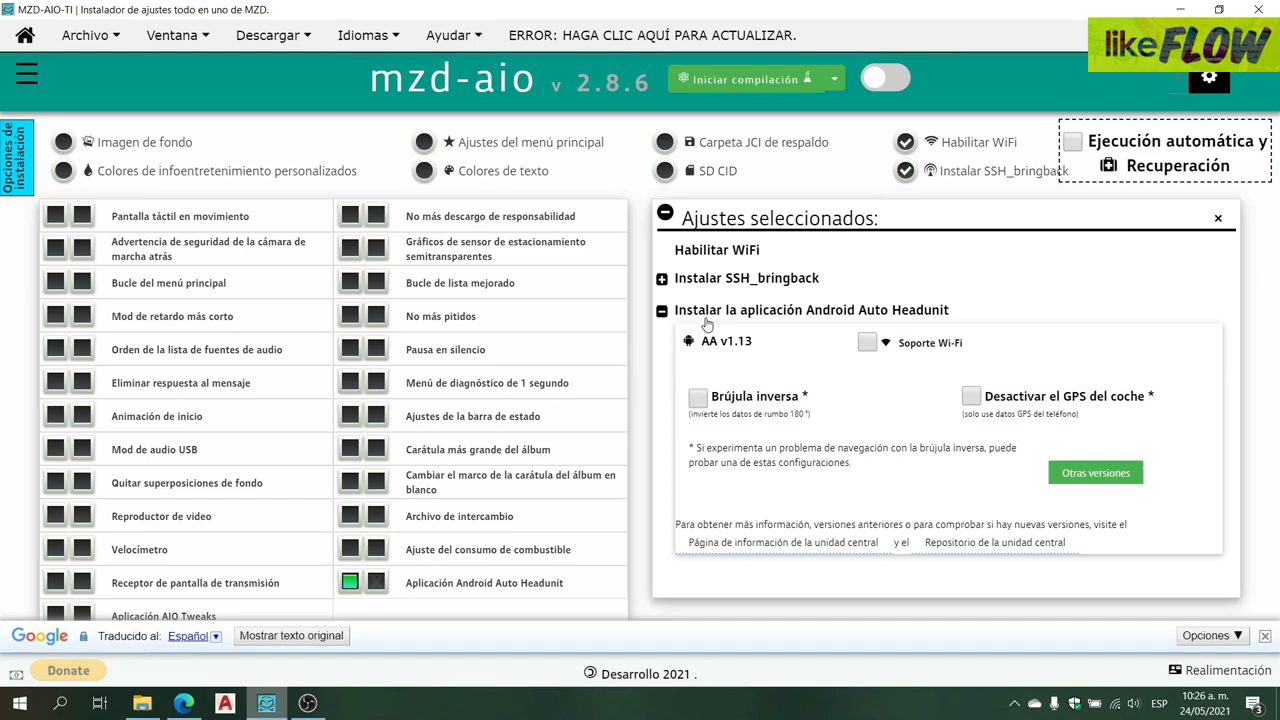 MZD-AIO-TI | Instalador de ajustes todo en uno de MZD.
Archivo
Ventana
Descargar
Idiomas
Ayudar
ERROR: HAGA CLIC AQUÍ PARA ACTUALIZAR.
likeFLOW
mzd-aio v 2.8.6
Iniciar compilación
Opciones de
instalación
Imagen de fondo
Ajustes del menú principal
Carpeta JCI de respaldo
Habilitar WiFi
Colores de infoentretenimiento personalizados
Colores de texto
SD CID
Instalar SSH_bringback
Ejecución automática y
Recuperación
Pantalla táctil en movimiento
No más descargo de responsabilidad
Advertencia de seguridad de la cámara de
marcha atrás
Gráficos de sensor de estacionamiento
semitransparentes
Bucle del menú principal
Bucle de lista mejorado
Mod de retardo más corto
No más pitidos
Orden de la lista de fuentes de audio
Pausa en silencio
Eliminar respuesta al mensaje
Menú de diagnóstico de 1 segundo
Animación de inicio
Ajustes de la barra de estado
Mod de audio USB
Carátula más grande del álbum
Quitar superposiciones de fondo
Cambiar el marco de la carátula del álbum en
blanco
Reproductor de video
Archivo de intercambio
Velocímetro
Ajuste del consumo de combustible
Receptor de pantalla de transmisión
Aplicación Android Auto Headunit
Aplicación AIO Tweaks
Ajustes seleccionados:
Habilitar WiFi
Instalar SSH_bringback
Instalar la aplicación Android Auto Headunit
AA v1.13
Soporte Wi-Fi
Brújula inversa *
(invierte los datos de rumbo 180 °)
Desactivar el GPS del coche *
(solo use datos GPS del teléfono)
* Si experimenta un problema de navegación con la brújula inversa, puede
probar una de estas configuraciones.
Otras versiones
Para obtener más información, versiones anteriores o para comprobar si hay nuevas versiones, visite el
Página de información de la unidad central y el Repositorio de la unidad central
Google
Traducido al:
Español
Mostrar texto original
Opciones ▼
Donate
Desarrollo 2021 .
Realimentación
ESP
10:26 a. m.
24/05/2021
3